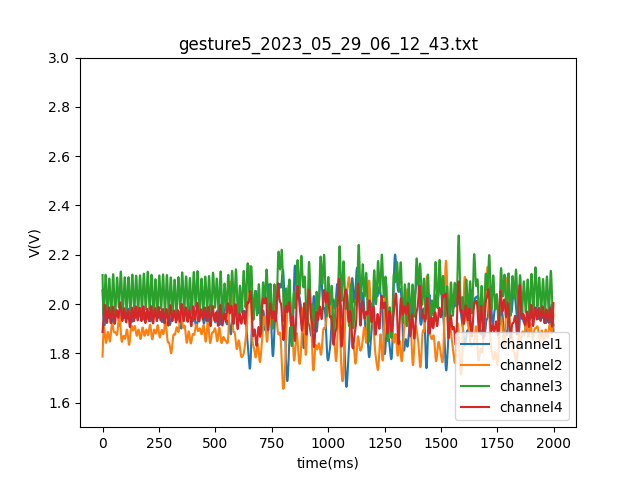 gesture5_2023_05_29_06_12_43.txt
3.0
2.8
2.6
2.4
2.2
2.0
1.8
1.6
V(V)
channel1
channel2
channel3
channel4
0 250 500 750 1000 1250 1500 1750 2000
time(ms)